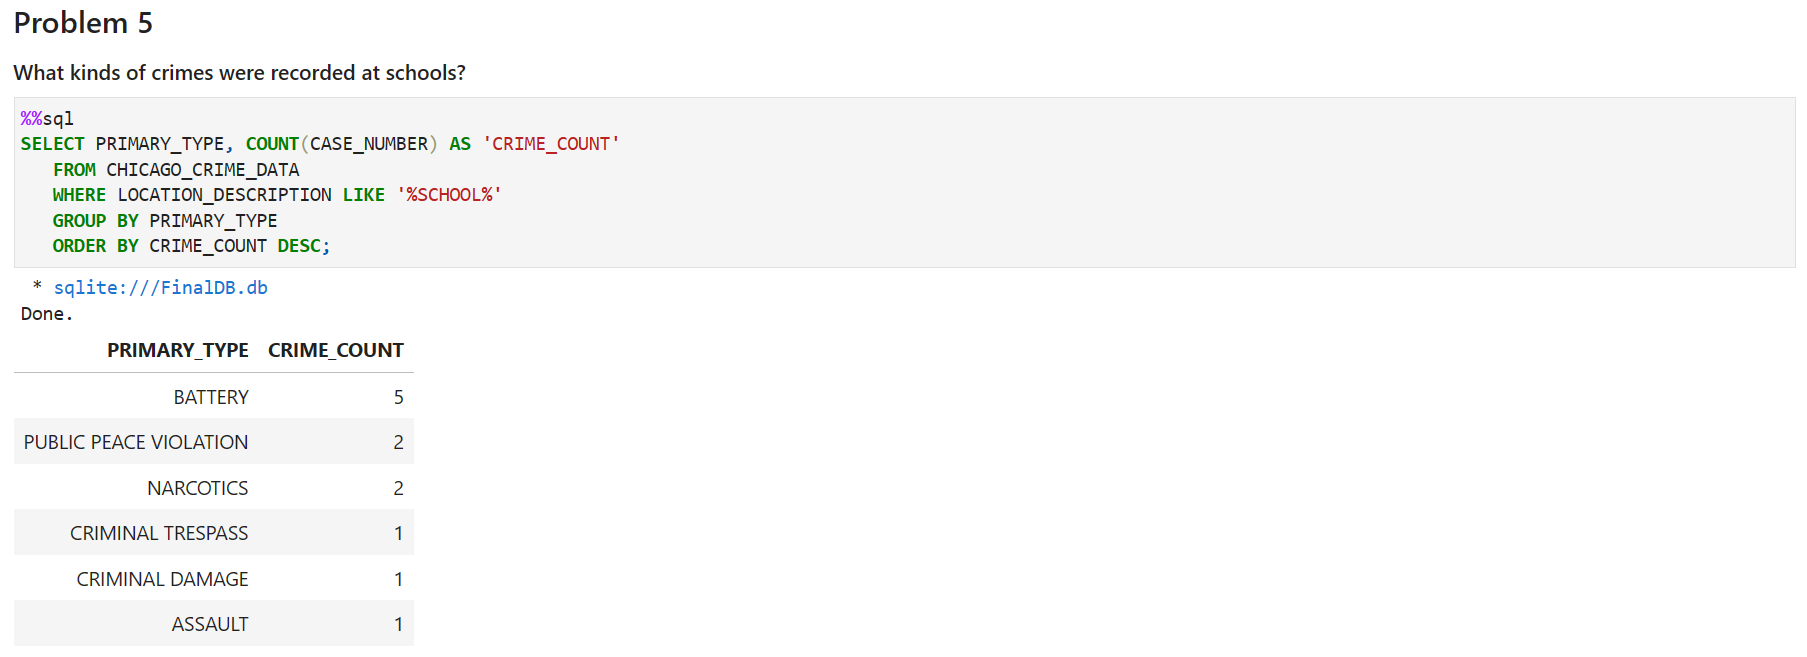 Problem 5
What kinds of crimes were recorded at schools?
%%sql
SELECT PRIMARY_TYPE, COUNT(CASE_NUMBER) AS 'CRIME_COUNT'
FROM CHICAGO_CRIME_DATA
WHERE LOCATION_DESCRIPTION LIKE '%SCHOOL%'
GROUP BY PRIMARY_TYPE
ORDER BY CRIME_COUNT DESC;
* sqlite:///FinalDB.db
Done.
PRIMARY_TYPE CRIME_COUNT
BATTERY 5
PUBLIC PEACE VIOLATION 2
NARCOTICS 2
CRIMINAL TRESPASS 1
CRIMINAL DAMAGE 1
ASSAULT 1